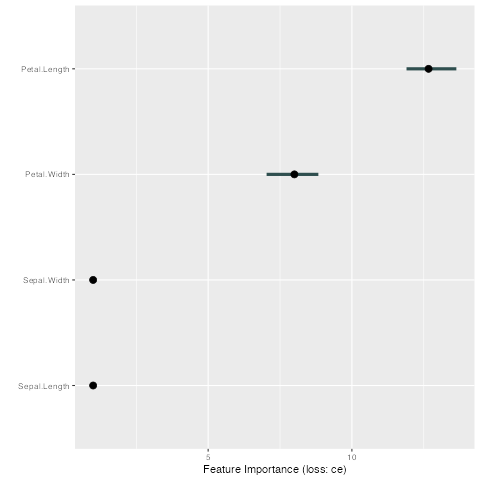 Petal.Length
Petal.Width
Sepal.Width
Sepal.Length
5
10
Feature Importance (loss: ce)